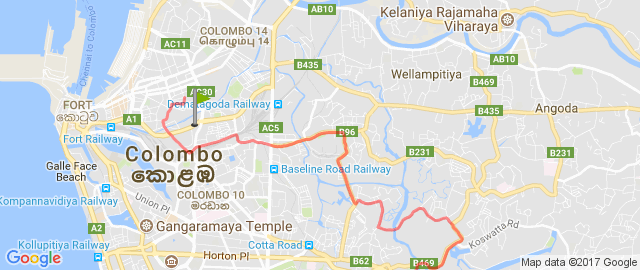 Chennai to Colombo
COLOMBO 14
கொழும்பு 14
AB10
Kelaniya Rajamaha
Viharaya
AC11
AB10
COLOMBO
B435
B435
Wellampitiya
B469
AC30
FORT
කොටුව
A1
Dematagoda Railway
Angoda
Fort Railway
AC5
B96
B231
B231
Colombo
කොළඹ
Galle Face
Beach
Baseline Road Railway
Kompannavidiya Railway
Union Pl
COLOMBO 10
මරදාන
A2
Gangaramaya Temple
Koswatta Rd
Kollupitiya Railway
Cotta Road
Horton Pl
B62
B469
Google
Map data ©2017 Google